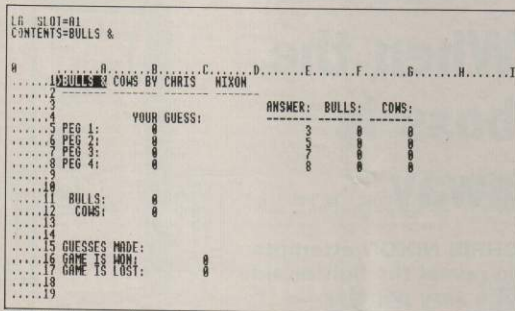 LG SLOT=A1
CONTENTS=BULLS &
0 .......A.......B.......C.......D.......E.......F.......G.......H.......I
......1>BULLS & COWS BY CHRIS NIXON
......2 -------- -------- -------- --------
......3 ANSWER: BULLS: COWS:
......4 YOUR GUESS: ------- ------- -------
......5 PEG 1: 0 3 0 0
......6 PEG 2: 0 5 0 0
......7 PEG 3: 0 7 0 0
......8 PEG 4: 0 8 0 0
......9
.....10
.....11 BULLS: 0
.....12 COWS: 0
.....13
.....14
.....15 GUESSES MADE:
.....16 GAME IS WON: 0
.....17 GAME IS LOST: 0
.....18
.....19